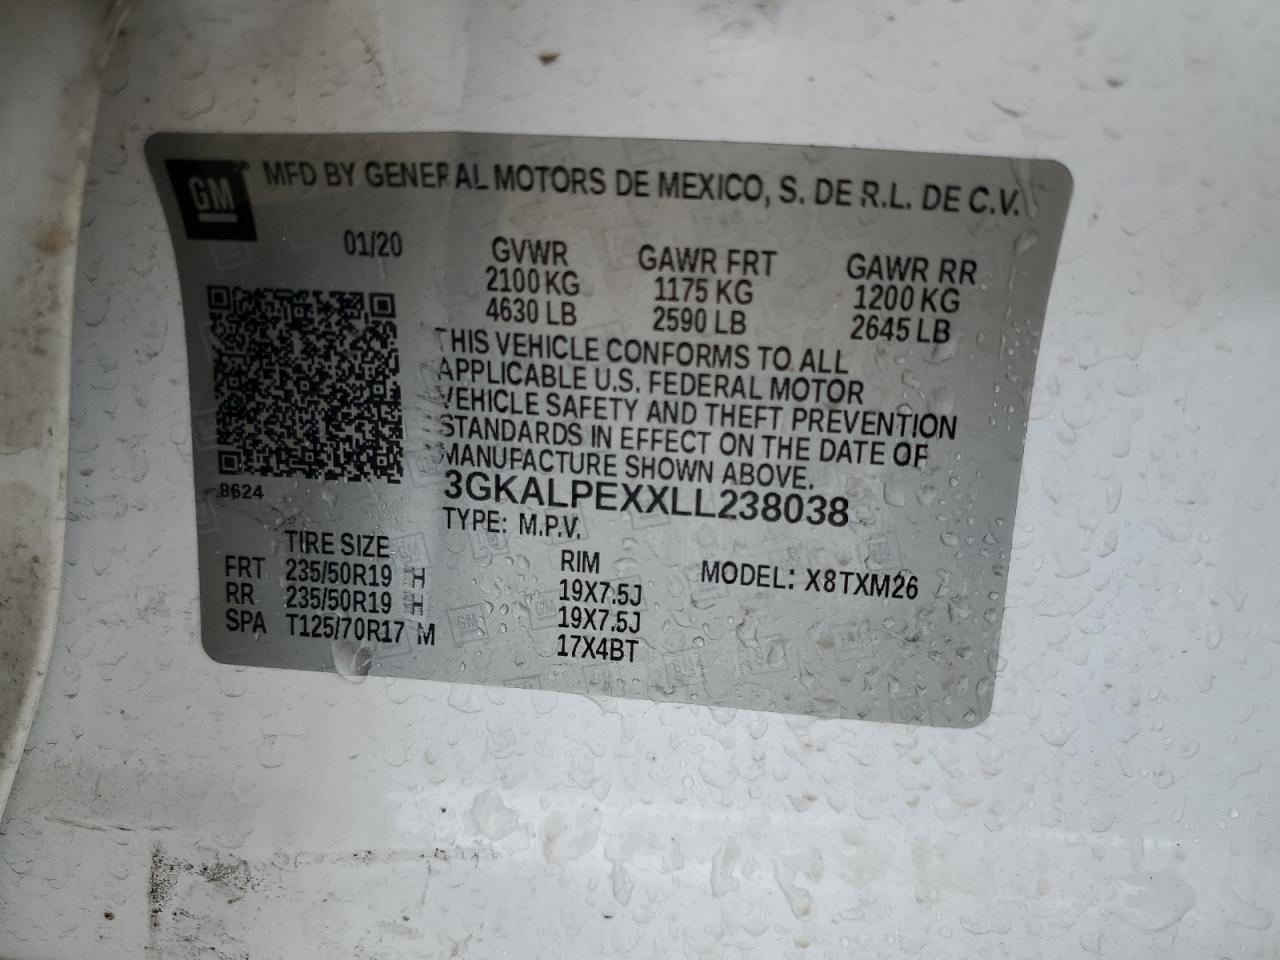 GM® MFD BY GENERAL MOTORS DE MEXICO, S. DE R.L. DE C.V.
01/20
GVWR GAWR FRT GAWR RR
2100 KG 1175 KG 1200 KG
4630 LB 2590 LB 2645 LB
THIS VEHICLE CONFORMS TO ALL
APPLICABLE U.S. FEDERAL MOTOR
VEHICLE SAFETY AND THEFT PREVENTION
STANDARDS IN EFFECT ON THE DATE OF
MANUFACTURE SHOWN ABOVE.
8624
3GKALPEXXLL238038
TYPE: M.P.V.
TIRE SIZE RIM MODEL: X8TXM26
FRT 235/50R19 H 19X7.5J
RR 235/50R19 H 19X7.5J
SPA T125/70R17 M 17X4BT